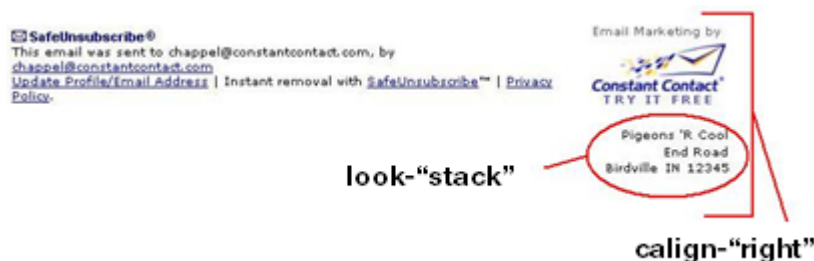 SafeUnsubscribe®
This email was sent to chappel@constantcontact.com, by
chappel@constantcontact.com
Update Profile/Email Address | Instant removal with SafeUnsubscribe™ | Privacy
Policy.
Email Marketing by
Constant Contact®
TRY IT FREE
Pigeons 'R Cool
End Road
Birdville IN 12345
look-“stack”
calign-“right”